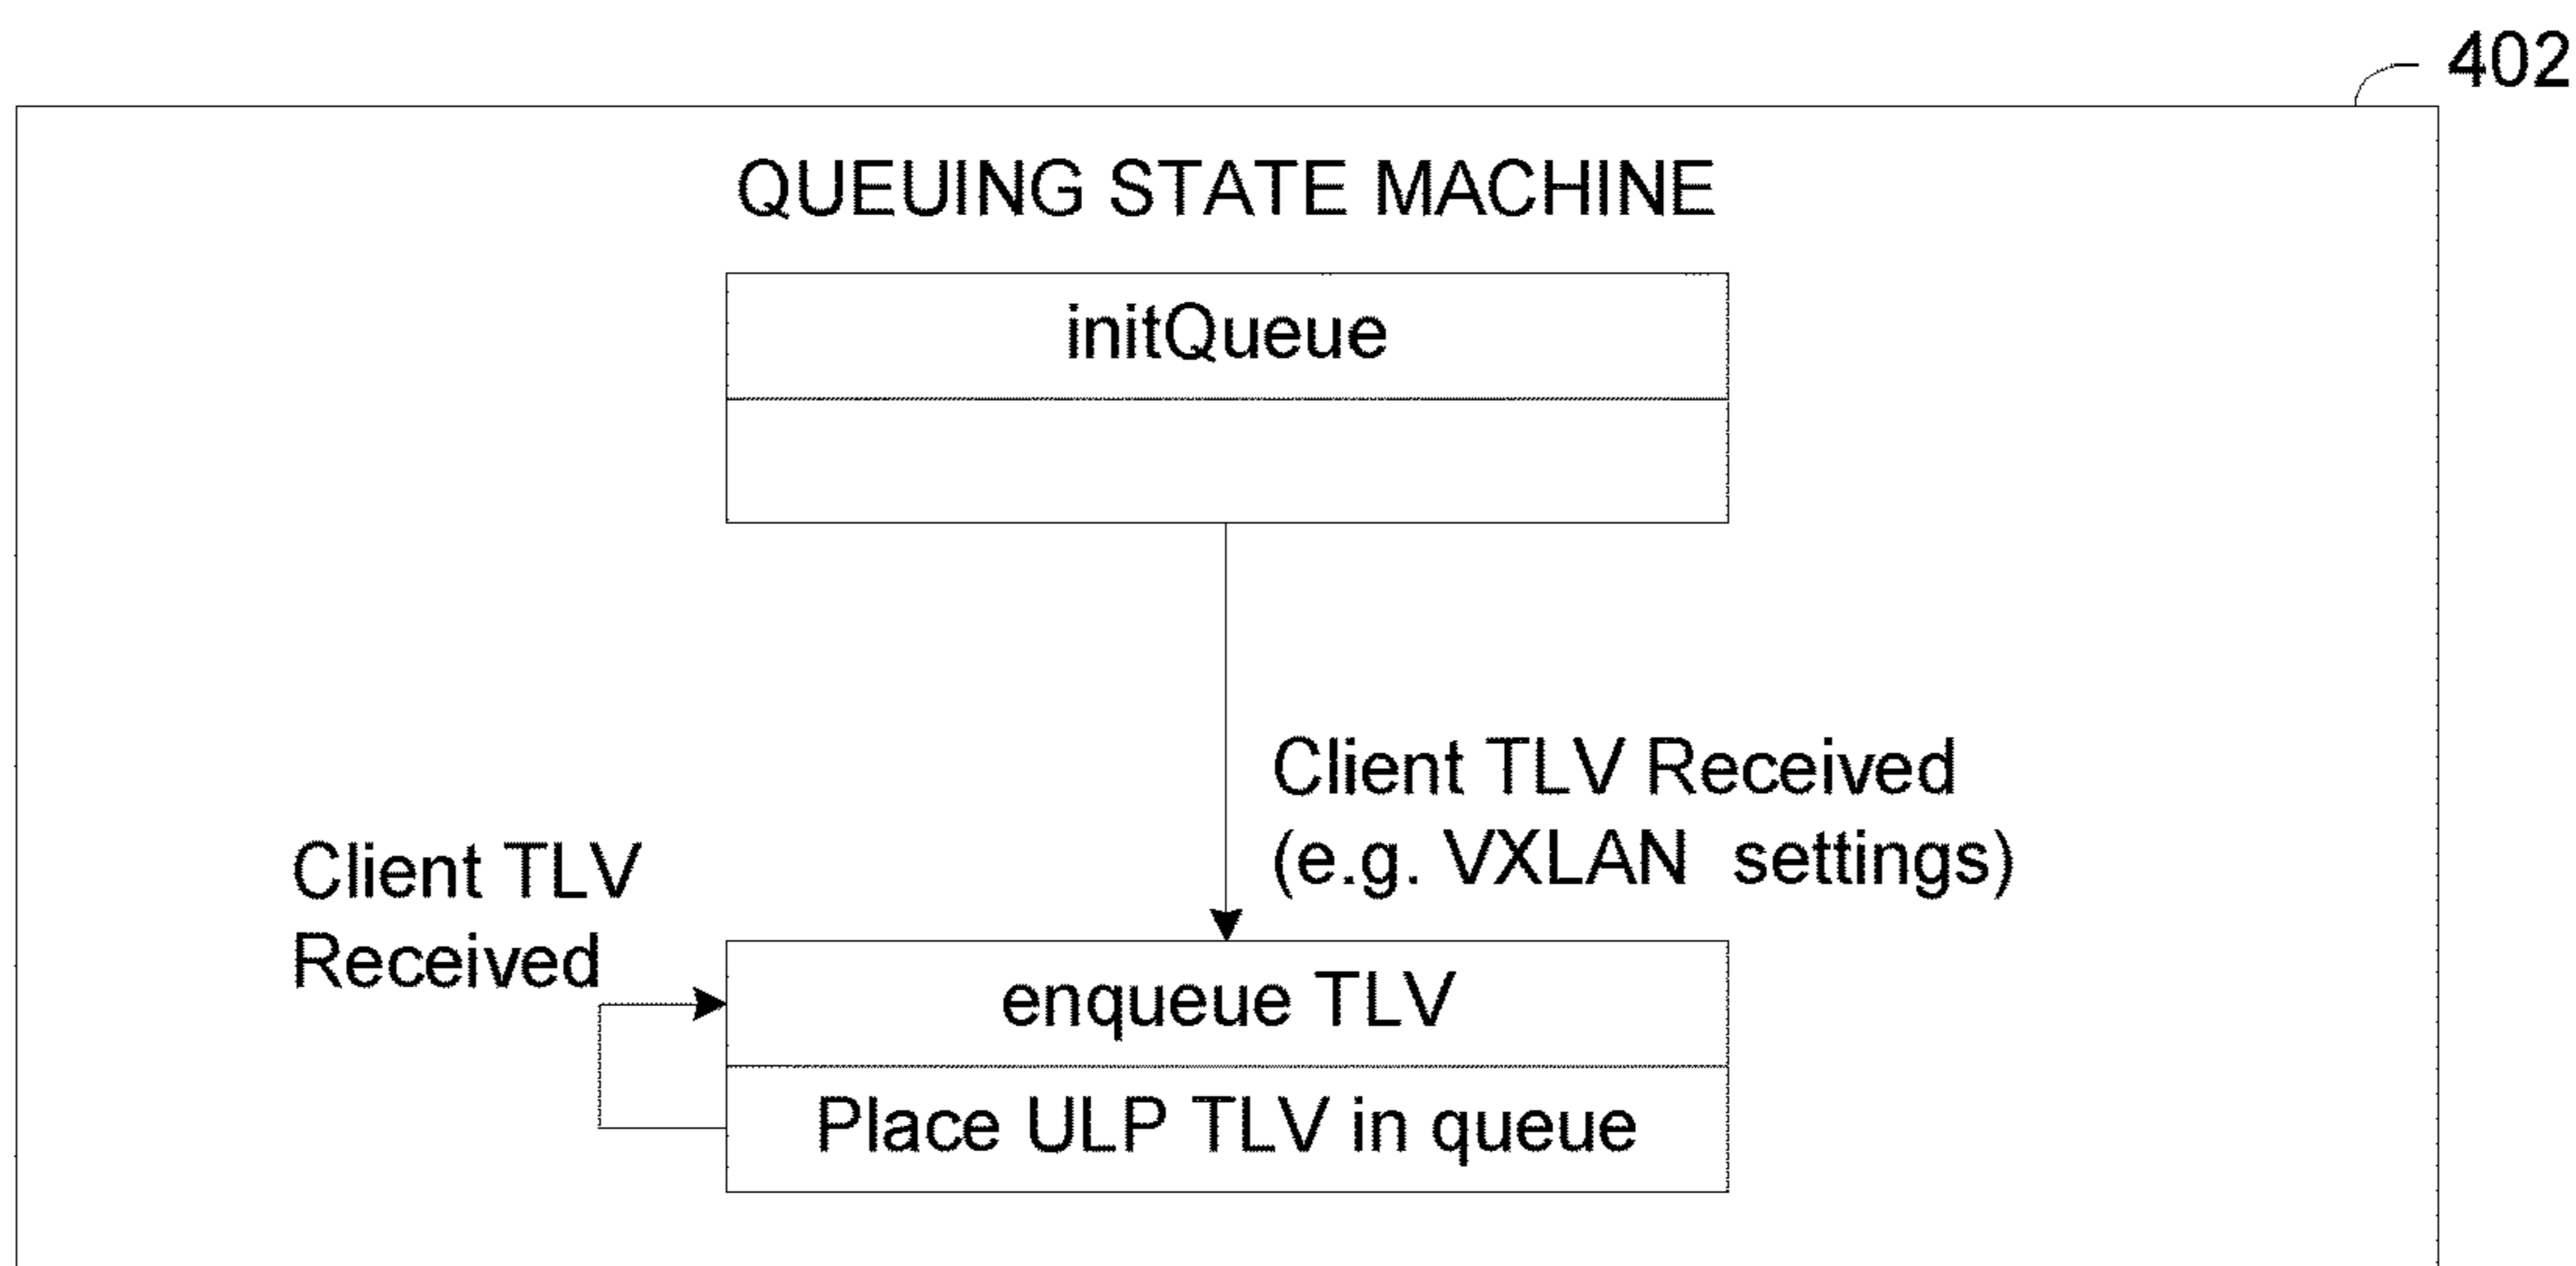 402
QUEUING STATE MACHINE
initQueue
Client TLV Received
(e.g. VXLAN settings)
Client TLV
Received
enqueue TLV
Place ULP TLV in queue